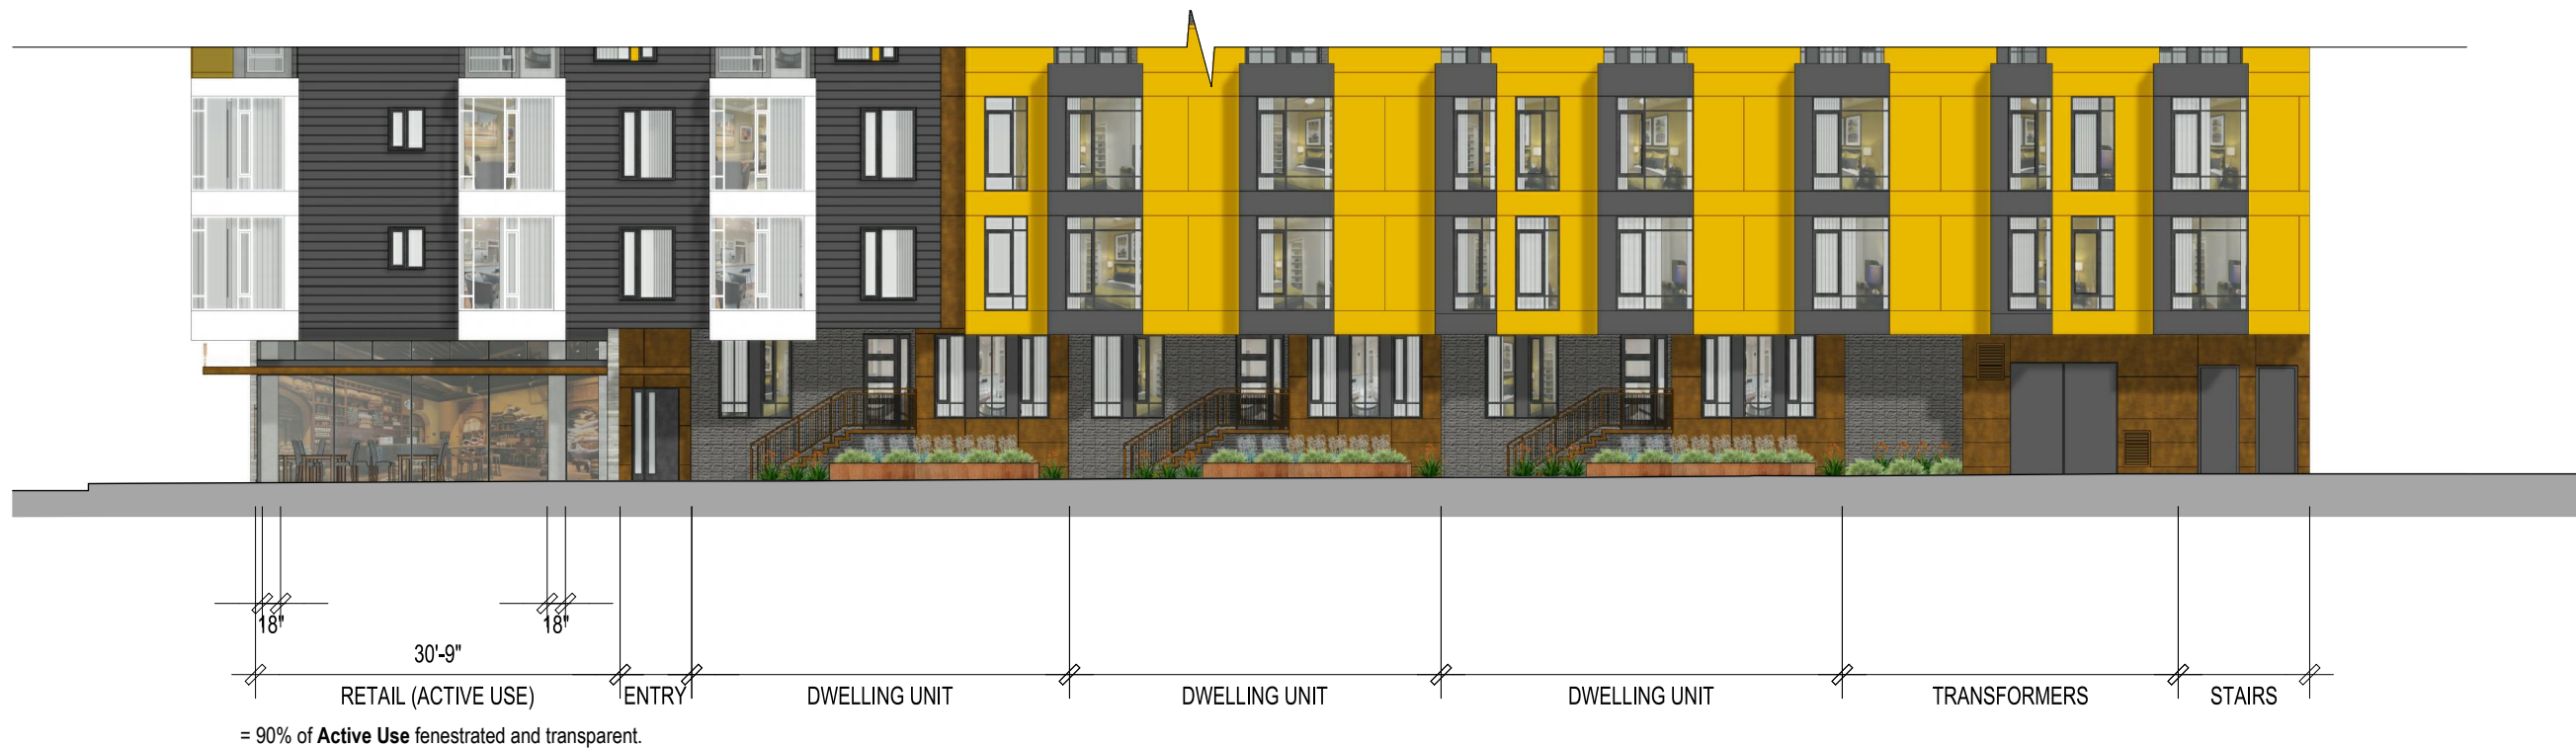 18"
18"
30'-9"
RETAIL (ACTIVE USE)
ENTRY
DWELLING UNIT
DWELLING UNIT
DWELLING UNIT
TRANSFORMERS
STAIRS
= 90% of Active Use fenestrated and transparent.